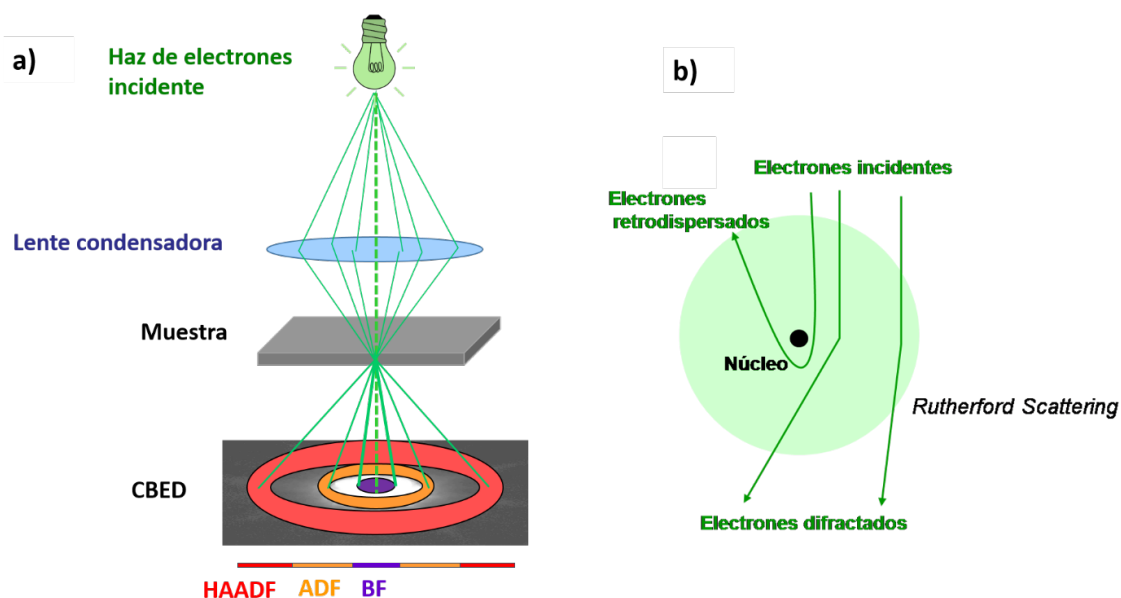 a)
Haz de electrones
incidente
Lente condensadora
Muestra
CBED
HAADF ADF BF
b)
Electrones incidentes
Electrones
retrodispersados
Núcleo
Rutherford Scattering
Electrones difractados